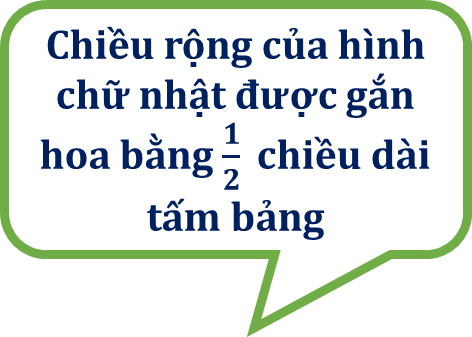 Chiều rộng của hình
chữ nhật được gắn
hoa bằng 1/2 chiều dài
tấm bảng